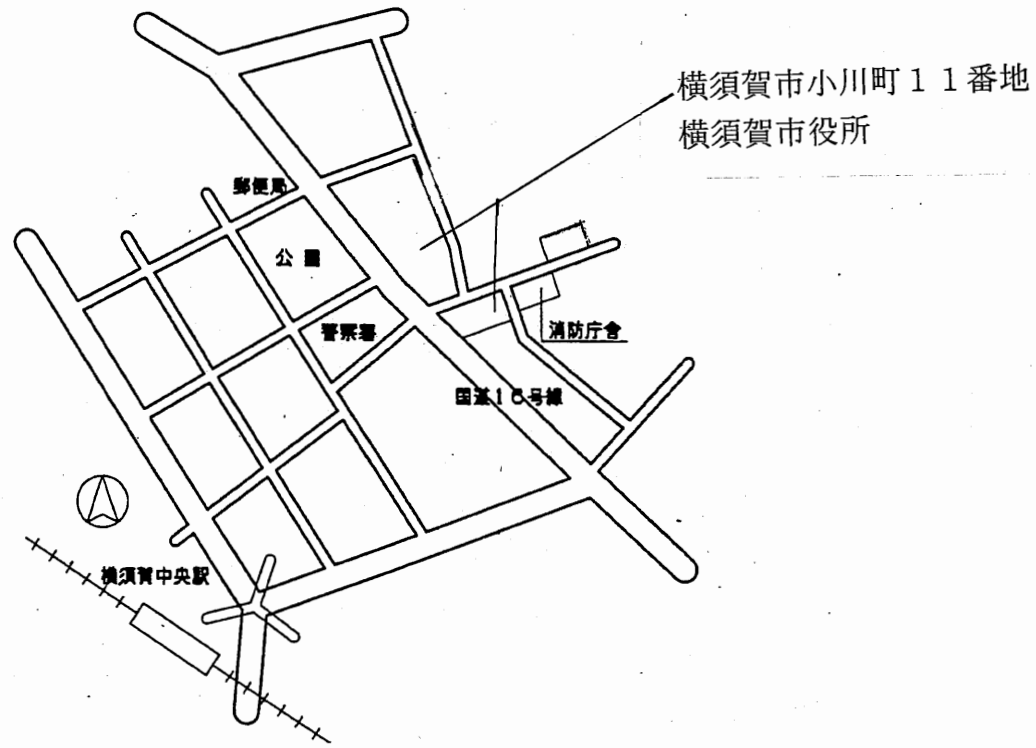 横須賀市小川町11番地
横須賀市役所
郵便局
公園
警察署
消防庁舎
国道16号線
横須賀中央駅